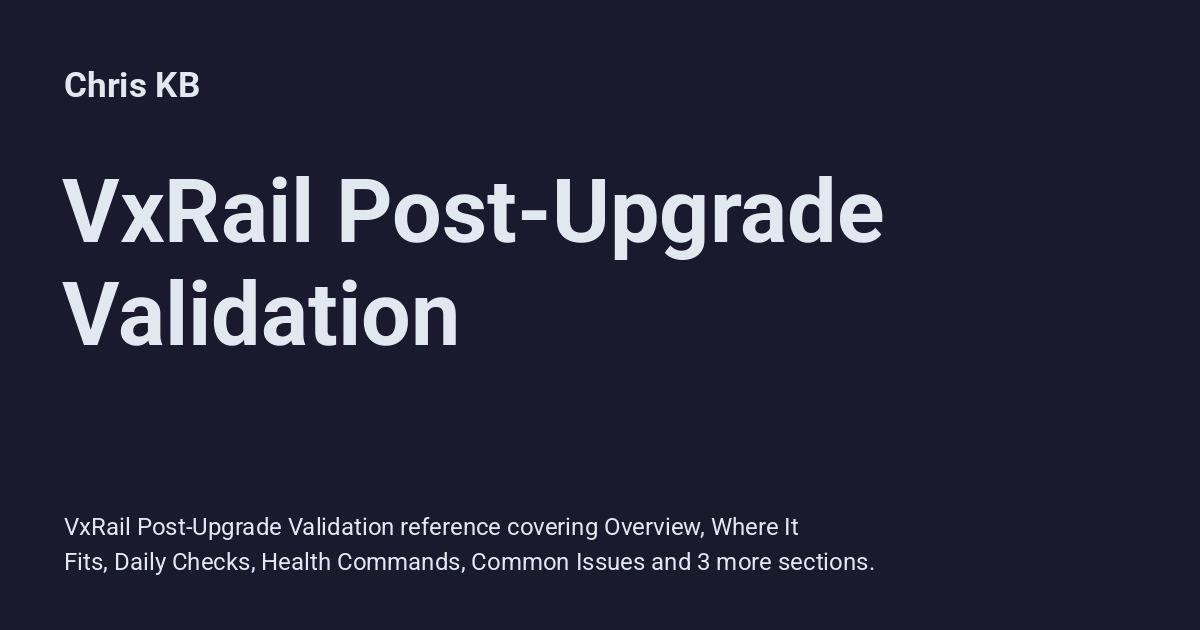 Chris KB
VxRail Post-Upgrade
Validation
VxRail Post-Upgrade Validation reference covering Overview, Where It
Fits, Daily Checks, Health Commands, Common Issues and 3 more sections.